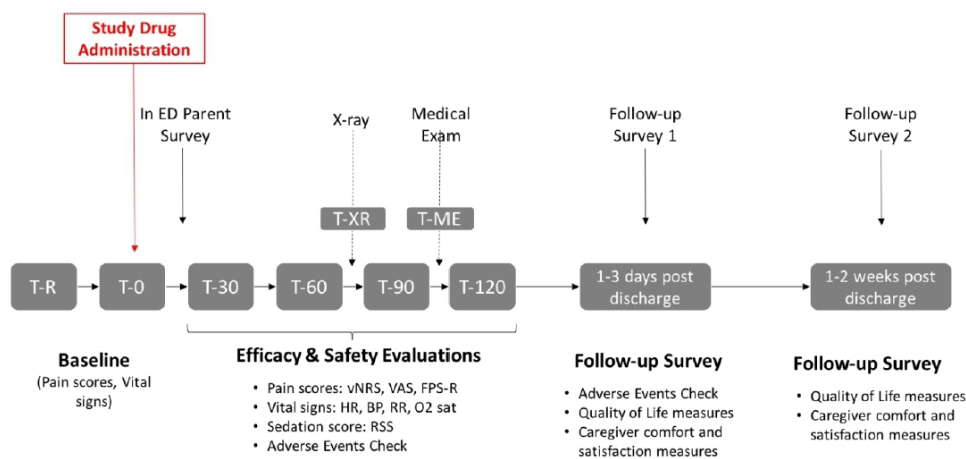 Study Drug
Administration
In ED Parent
Survey
X-ray
Medical
Exam
Follow-up
Survey 1
Follow-up
Survey 2
T-XR
T-ME
T-R
T-0
T-30
T-60
T-90
T-120
1-3 days post
discharge
1-2 weeks post
discharge
Baseline
(Pain scores, Vital
signs)
Efficacy & Safety Evaluations
• Pain scores: vNRS, VAS, FPS-R
• Vital signs: HR, BP, RR, O2 sat
• Sedation score: RSS
• Adverse Events Check
Follow-up Survey
• Adverse Events Check
• Quality of Life measures
• Caregiver comfort and
satisfaction measures
Follow-up Survey
• Quality of Life measures
• Caregiver comfort and
satisfaction measures